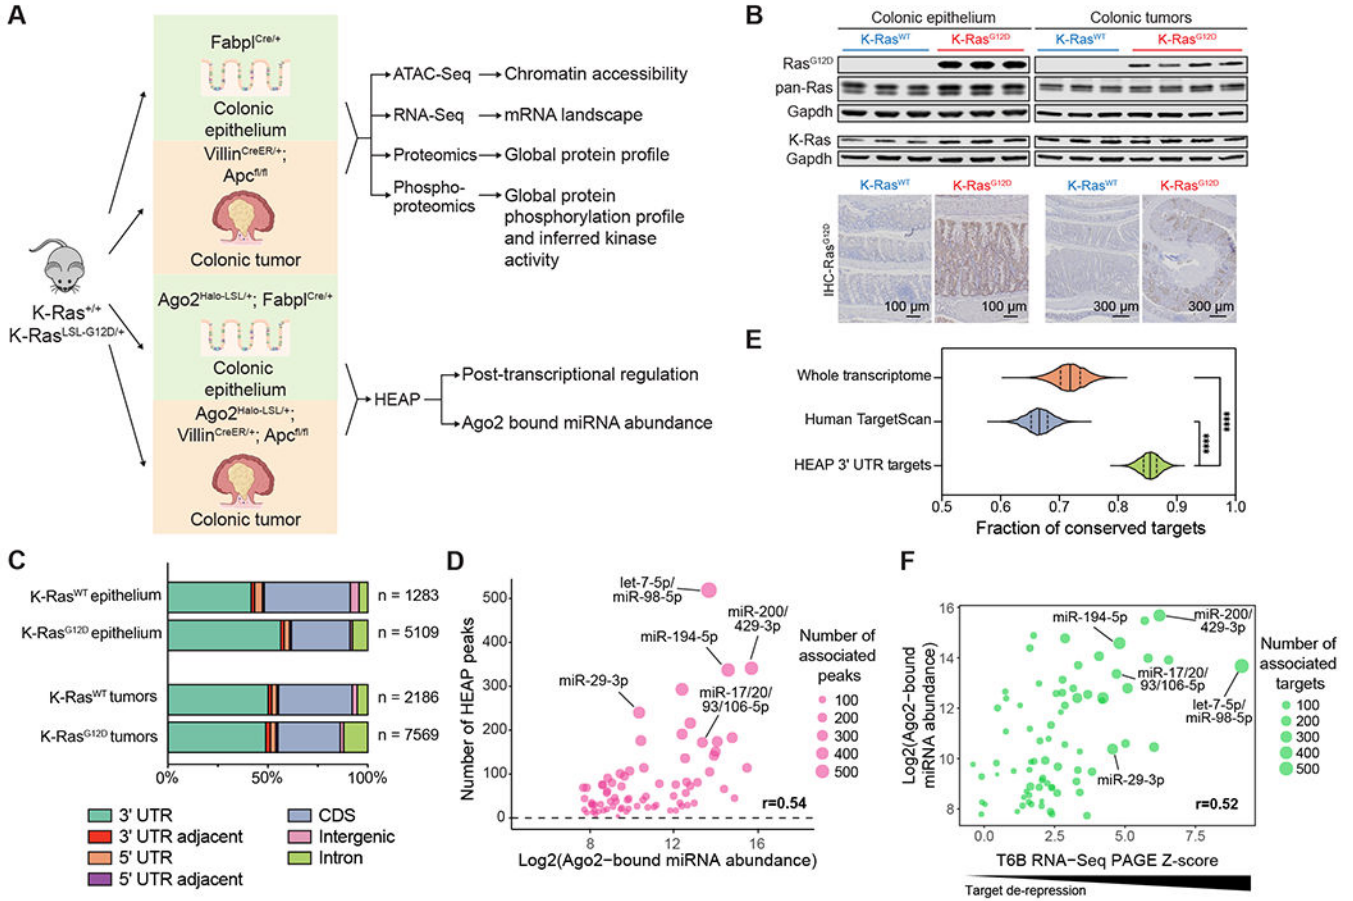 A
Fabpl^Cre/+
Colonic
epithelium
Villin^CreER/+;
Apc^fl/fl
Colonic tumor
K-Ras^+/+
K-Ras^LSL-G12D/+
Ago2^Halo-LSL/+; Fabpl^Cre/+
Colonic
epithelium
Ago2^Halo-LSL/+;
Villin^CreER/+; Apc^fl/fl
Colonic tumor
ATAC-Seq
Chromatin accessibility
RNA-Seq
mRNA landscape
Proteomics
Global protein profile
Phospho-
proteomics
Global protein
phosphorylation profile
and inferred kinase
activity
HEAP
Post-transcriptional regulation
Ago2 bound miRNA abundance
B
Colonic epithelium
Colonic tumors
K-Ras^WT
K-Ras^G12D
K-Ras^WT
K-Ras^G12D
Ras^G12D
pan-Ras
Gapdh
K-Ras
Gapdh
K-Ras^WT
K-Ras^G12D
K-Ras^WT
K-Ras^G12D
IHC-Ras^G12D
100 μm
100 μm
300 μm
300 μm
E
Whole transcriptome
Human TargetScan
HEAP 3' UTR targets
****
****
0.5 0.6 0.7 0.8 0.9 1.0
Fraction of conserved targets
C
K-Ras^WT epithelium
n = 1283
K-Ras^G12D epithelium
n = 5109
K-Ras^WT tumors
n = 2186
K-Ras^G12D tumors
n = 7569
0% 50% 100%
3' UTR
3' UTR adjacent
5' UTR
5' UTR adjacent
CDS
Intergenic
Intron
D
Number of HEAP peaks
500
400
300
200
100
0
let-7-5p/
miR-98-5p
miR-200/
429-3p
miR-194-5p
miR-29-3p
miR-17/20/
93/106-5p
r=0.54
8 12 16
Log2(Ago2-bound miRNA abundance)
Number of
associated
peaks
100
200
300
400
500
F
Log2(Ago2-bound
miRNA abundance)
16
14
12
10
8
miR-194-5p
miR-200/
429-3p
miR-17/20/
93/106-5p
let-7-5p/
miR-98-5p
miR-29-3p
r=0.52
0.0 2.5 5.0 7.5
T6B RNA-Seq PAGE Z-score
Target de-repression
Number of
associated
targets
100
200
300
400
500